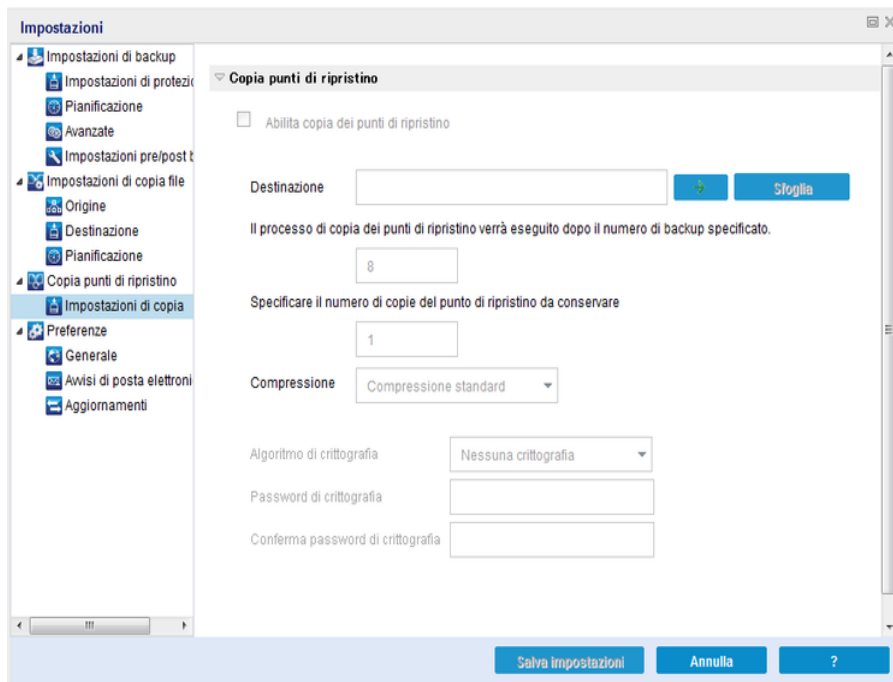 Impostazioni
Impostazioni di backup
Impostazioni di protezio
Pianificazione
Avanzate
Impostazioni pre/post b
Impostazioni di copia file
Origine
Destinazione
Pianificazione
Copia punti di ripristino
Impostazioni di copia
Preferenze
Generale
Avvisi di posta elettroni
Aggiornamenti
Copia punti di ripristino
Abilita copia dei punti di ripristino
Destinazione
Sfoglia
Il processo di copia dei punti di ripristino verrà eseguito dopo il numero di backup specificato.
8
Specificare il numero di copie del punto di ripristino da conservare
1
Compressione
Compressione standard
Algoritmo di crittografia
Nessuna crittografia
Password di crittografia
Conferma password di crittografia
Salva impostazioni
Annulla
?